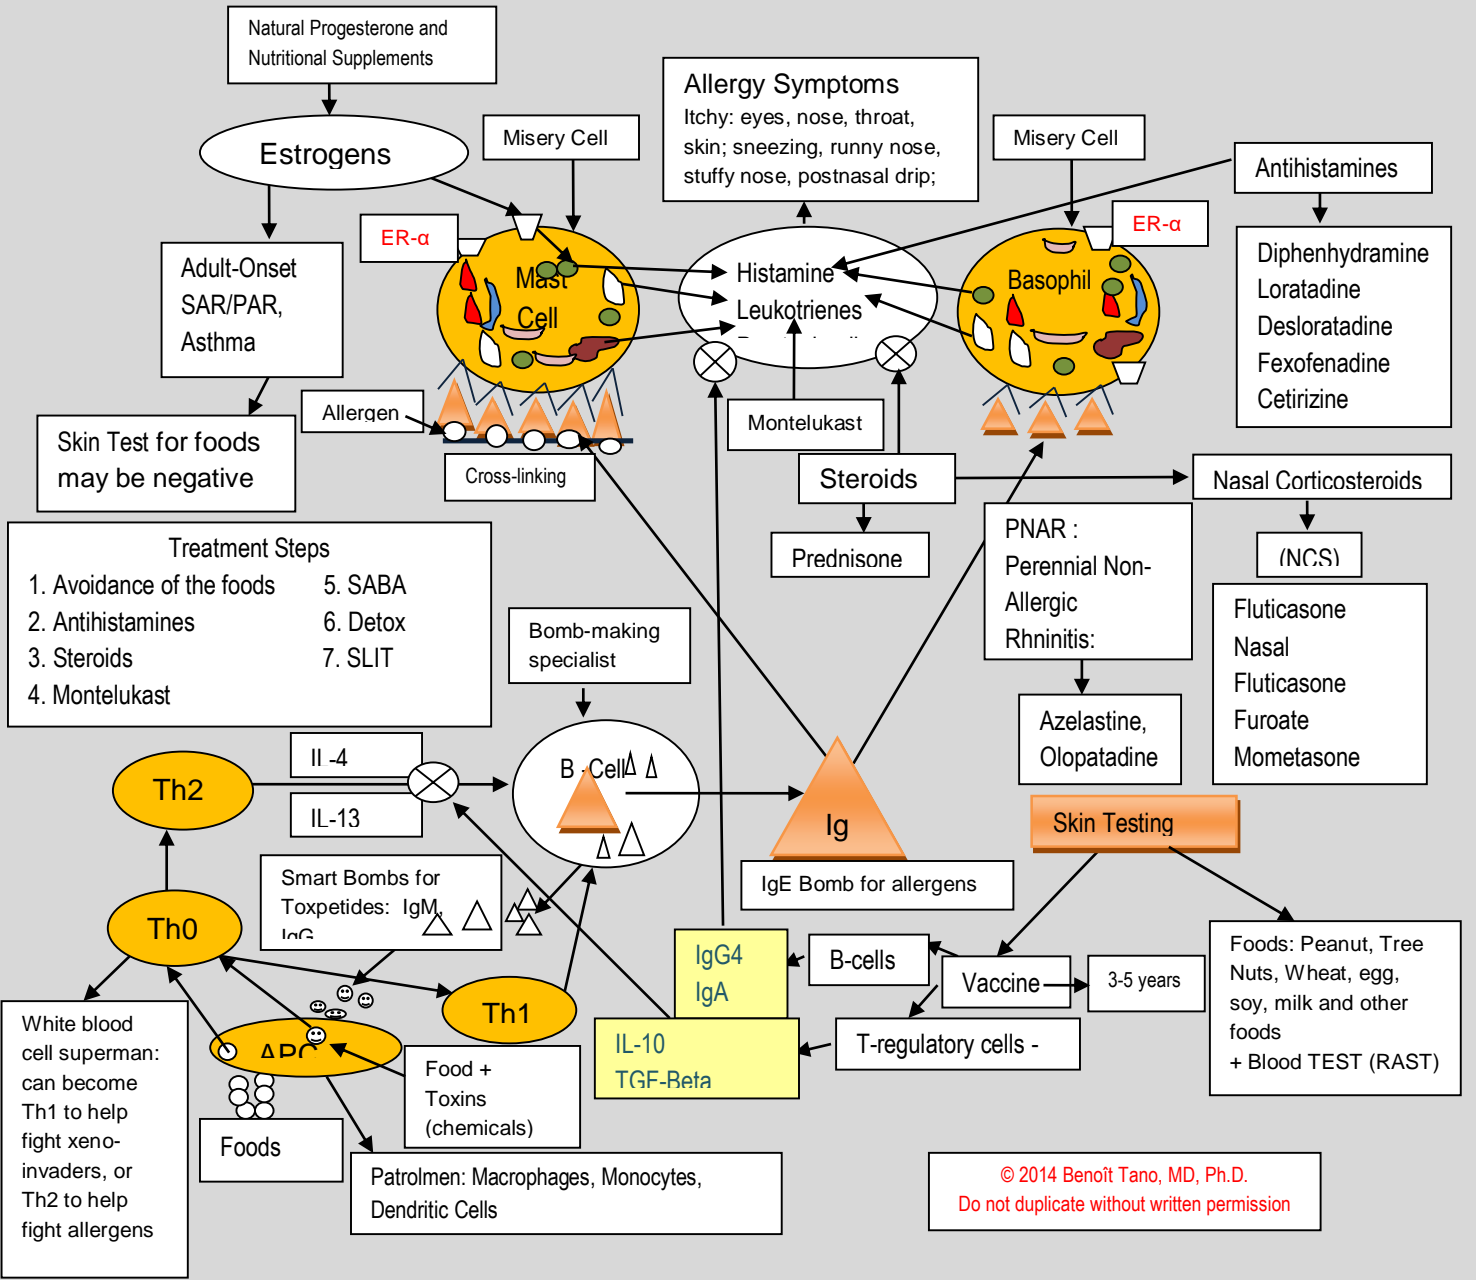 Natural Progesterone and
Nutritional Supplements
Estrogens
Misery Cell
Allergy Symptoms
Itchy: eyes, nose, throat,
skin; sneezing, runny nose,
stuffy nose, postnasal drip;
Misery Cell
Antihistamines
ER-α
ER-α
Adult-Onset
SAR/PAR,
Asthma
Mast
Cell
Histamine
Leukotrienes
Basophil
Diphenhydramine
Loratadine
Desloratadine
Fexofenadine
Cetirizine
Allergen
Montelukast
Skin Test for foods
may be negative
Cross-linking
Steroids
Nasal Corticosteroids
Prednisone
(NCS)
PNAR :
Perennial Non-
Allergic
Rhninitis:
Treatment Steps
1. Avoidance of the foods
2. Antihistamines
3. Steroids
4. Montelukast
5. SABA
6. Detox
7. SLIT
Fluticasone
Nasal
Fluticasone
Furoate
Mometasone
Bomb-making
specialist
Azelastine,
Olopatadine
IL-4
IL-13
Th2
B -Cell
Ig
Skin Testing
IgE Bomb for allergens
Smart Bombs for
Toxpetides: IgM,
IgG
Th0
IgG4
IgA
B-cells
Vaccine
3-5 years
Foods: Peanut, Tree
Nuts, Wheat, egg,
soy, milk and other
foods
+ Blood TEST (RAST)
Th1
IL-10
TGF-Beta
T-regulatory cells -
White blood
cell superman:
can become
Th1 to help
fight xeno-
invaders, or
Th2 to help
fight allergens
APC
Food +
Toxins
(chemicals)
Foods
Patrolmen: Macrophages, Monocytes,
Dendritic Cells
© 2014 Benoît Tano, MD, Ph.D.
Do not duplicate without written permission